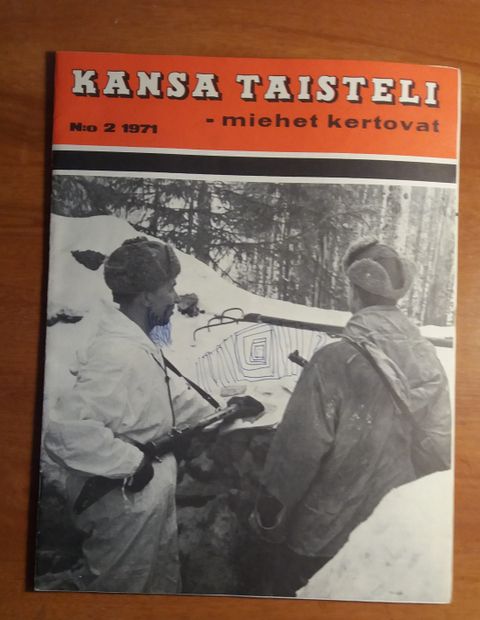 KANSA TAISTELI
- miehet kertovat
N:o 2 1971